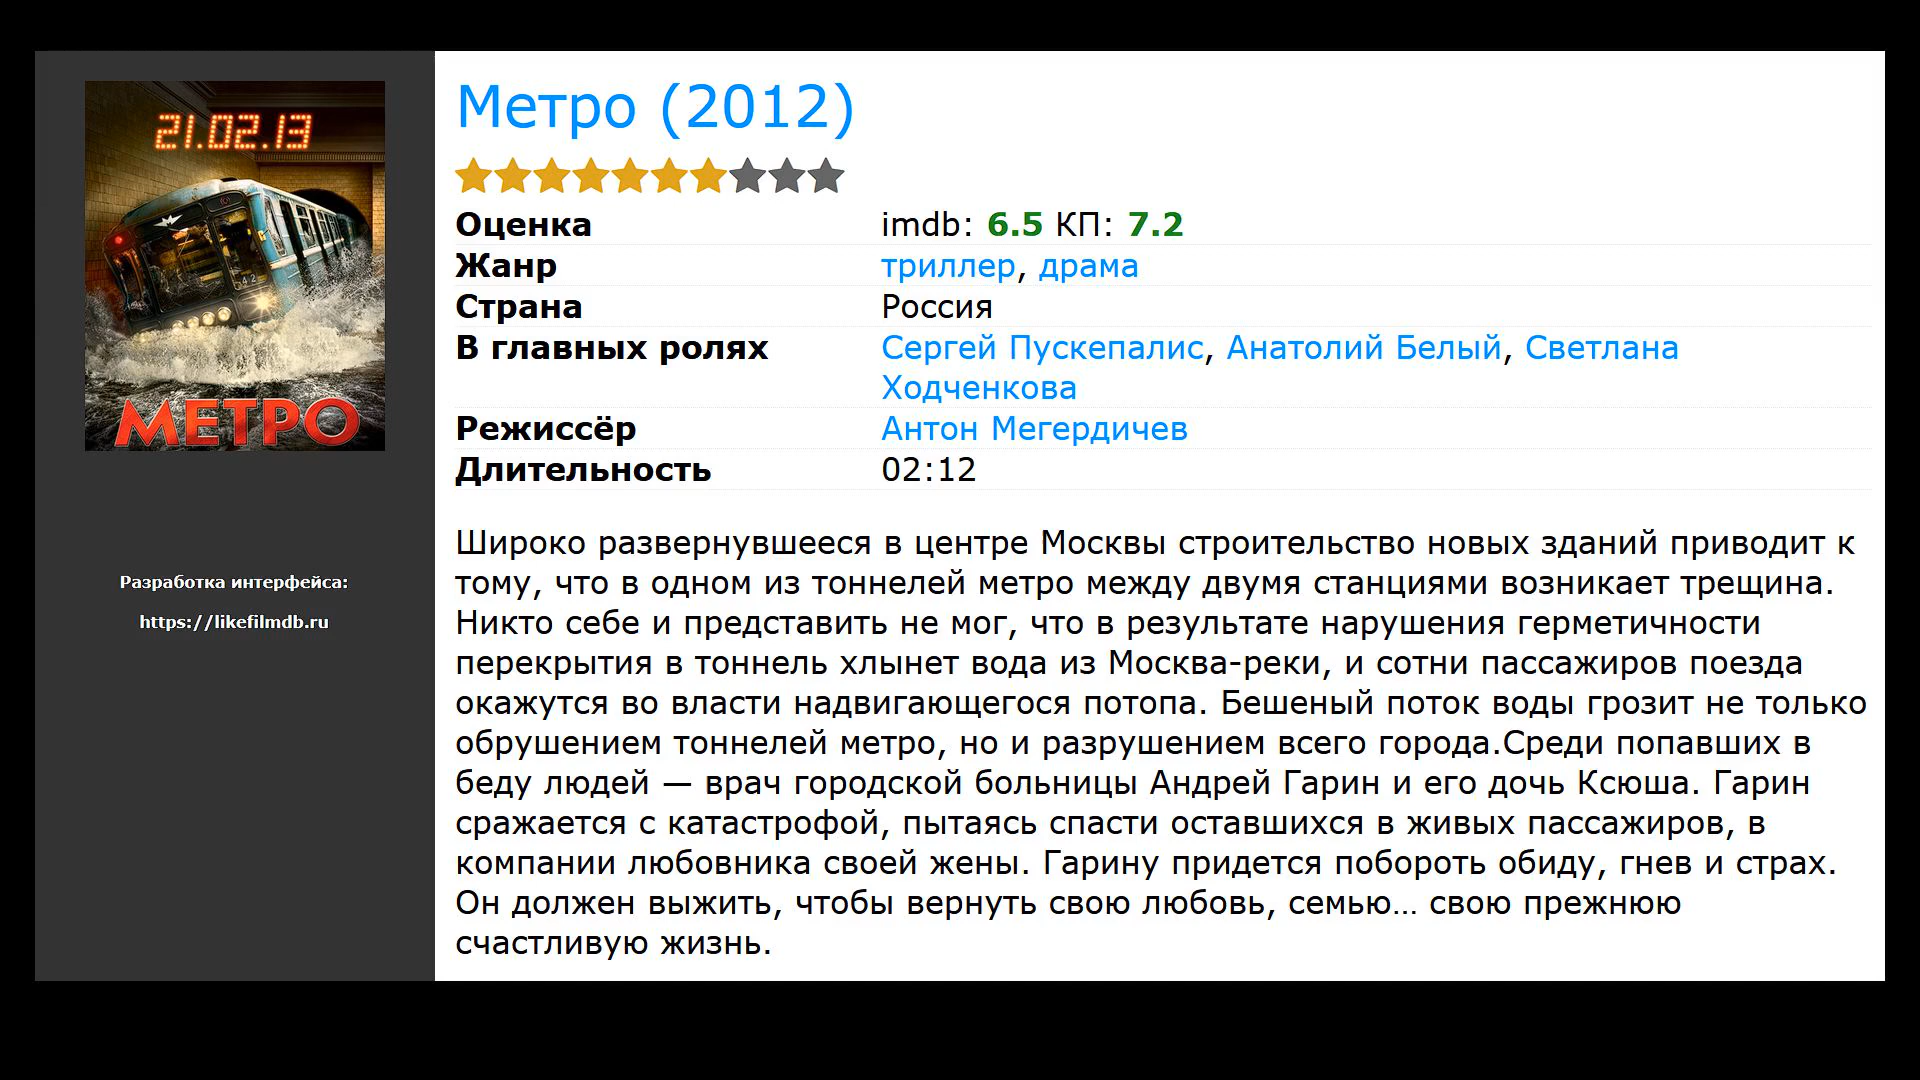 21.02.13
МЕТРО
Разработка интерфейса:
https://likefilmdb.ru
Метро (2012)
Оценка imdb: 6.5 КП: 7.2
Жанр триллер, драма
Страна Россия
В главных ролях Сергей Пускепалис, Анатолий Белый, Светлана
Ходченкова
Режиссёр Антон Мегердичев
Длительность 02:12
Широко развернувшееся в центре Москвы строительство новых зданий приводит к
тому, что в одном из тоннелей метро между двумя станциями возникает трещина.
Никто себе и представить не мог, что в результате нарушения герметичности
перекрытия в тоннель хлынет вода из Москва-реки, и сотни пассажиров поезда
окажутся во власти надвигающегося потопа. Бешеный поток воды грозит не только
обрушением тоннелей метро, но и разрушением всего города.Среди попавших в
беду людей — врач городской больницы Андрей Гарин и его дочь Ксюша. Гарин
сражается с катастрофой, пытаясь спасти оставшихся в живых пассажиров, в
компании любовника своей жены. Гарину придется побороть обиду, гнев и страх.
Он должен выжить, чтобы вернуть свою любовь, семью… свою прежнюю
счастливую жизнь.